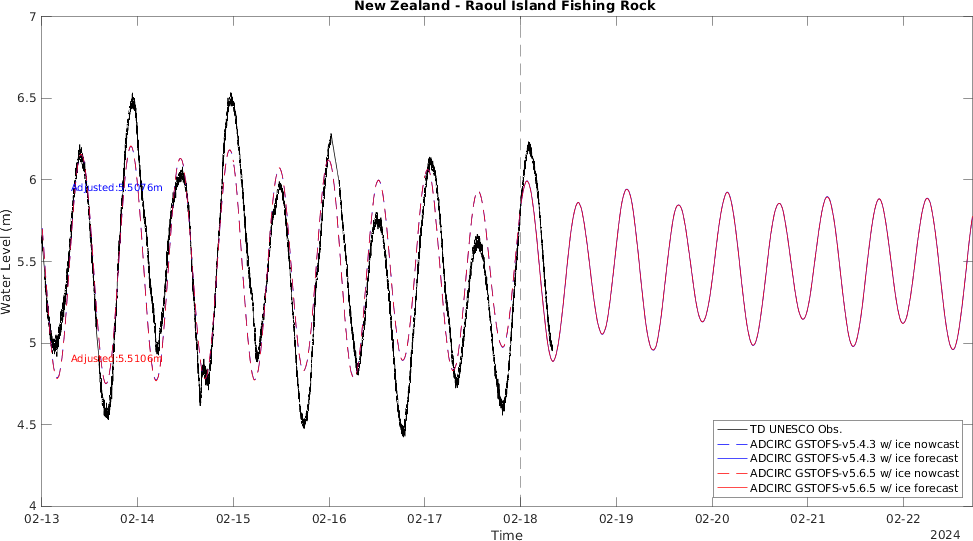 New Zealand - Raoul Island Fishing Rock
Water Level (m)
7
6.5
6
5.5
5
4.5
4
Adjusted:5.5076m
Adjusted:5.5106m
TD UNESCO Obs.
ADCIRC GSTOFS-v5.4.3 w/ ice nowcast
ADCIRC GSTOFS-v5.4.3 w/ ice forecast
ADCIRC GSTOFS-v5.6.5 w/ ice nowcast
ADCIRC GSTOFS-v5.6.5 w/ ice forecast
02-13 02-14 02-15 02-16 02-17 02-18 02-19 02-20 02-21 02-22
Time
2024